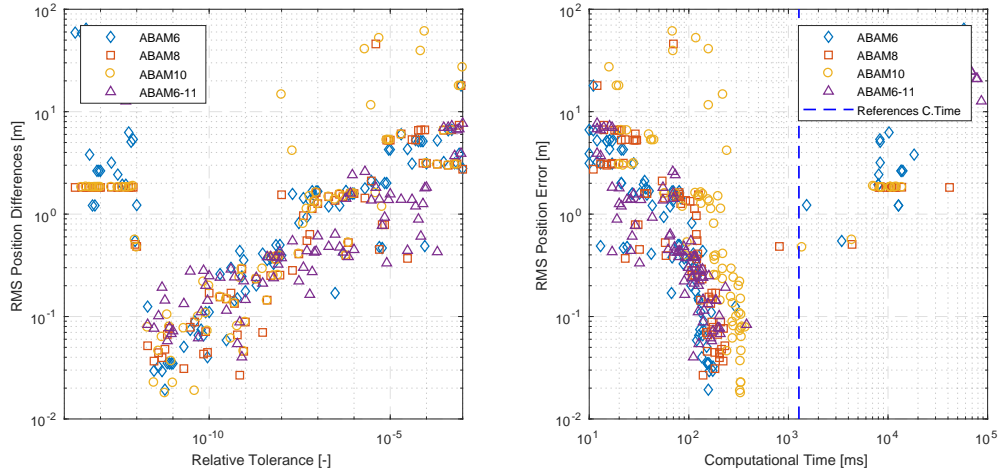 RMS Position Differences [m]
10^2
10^1
10^0
10^-1
10^-2
10^-10
10^-5
Relative Tolerance [-]
ABAM6
ABAM8
ABAM10
ABAM6-11
RMS Position Error [m]
10^2
10^1
10^0
10^-1
10^-2
10^1
10^2
10^3
10^4
10^5
Computational Time [ms]
ABAM6
ABAM8
ABAM10
ABAM6-11
References C.Time